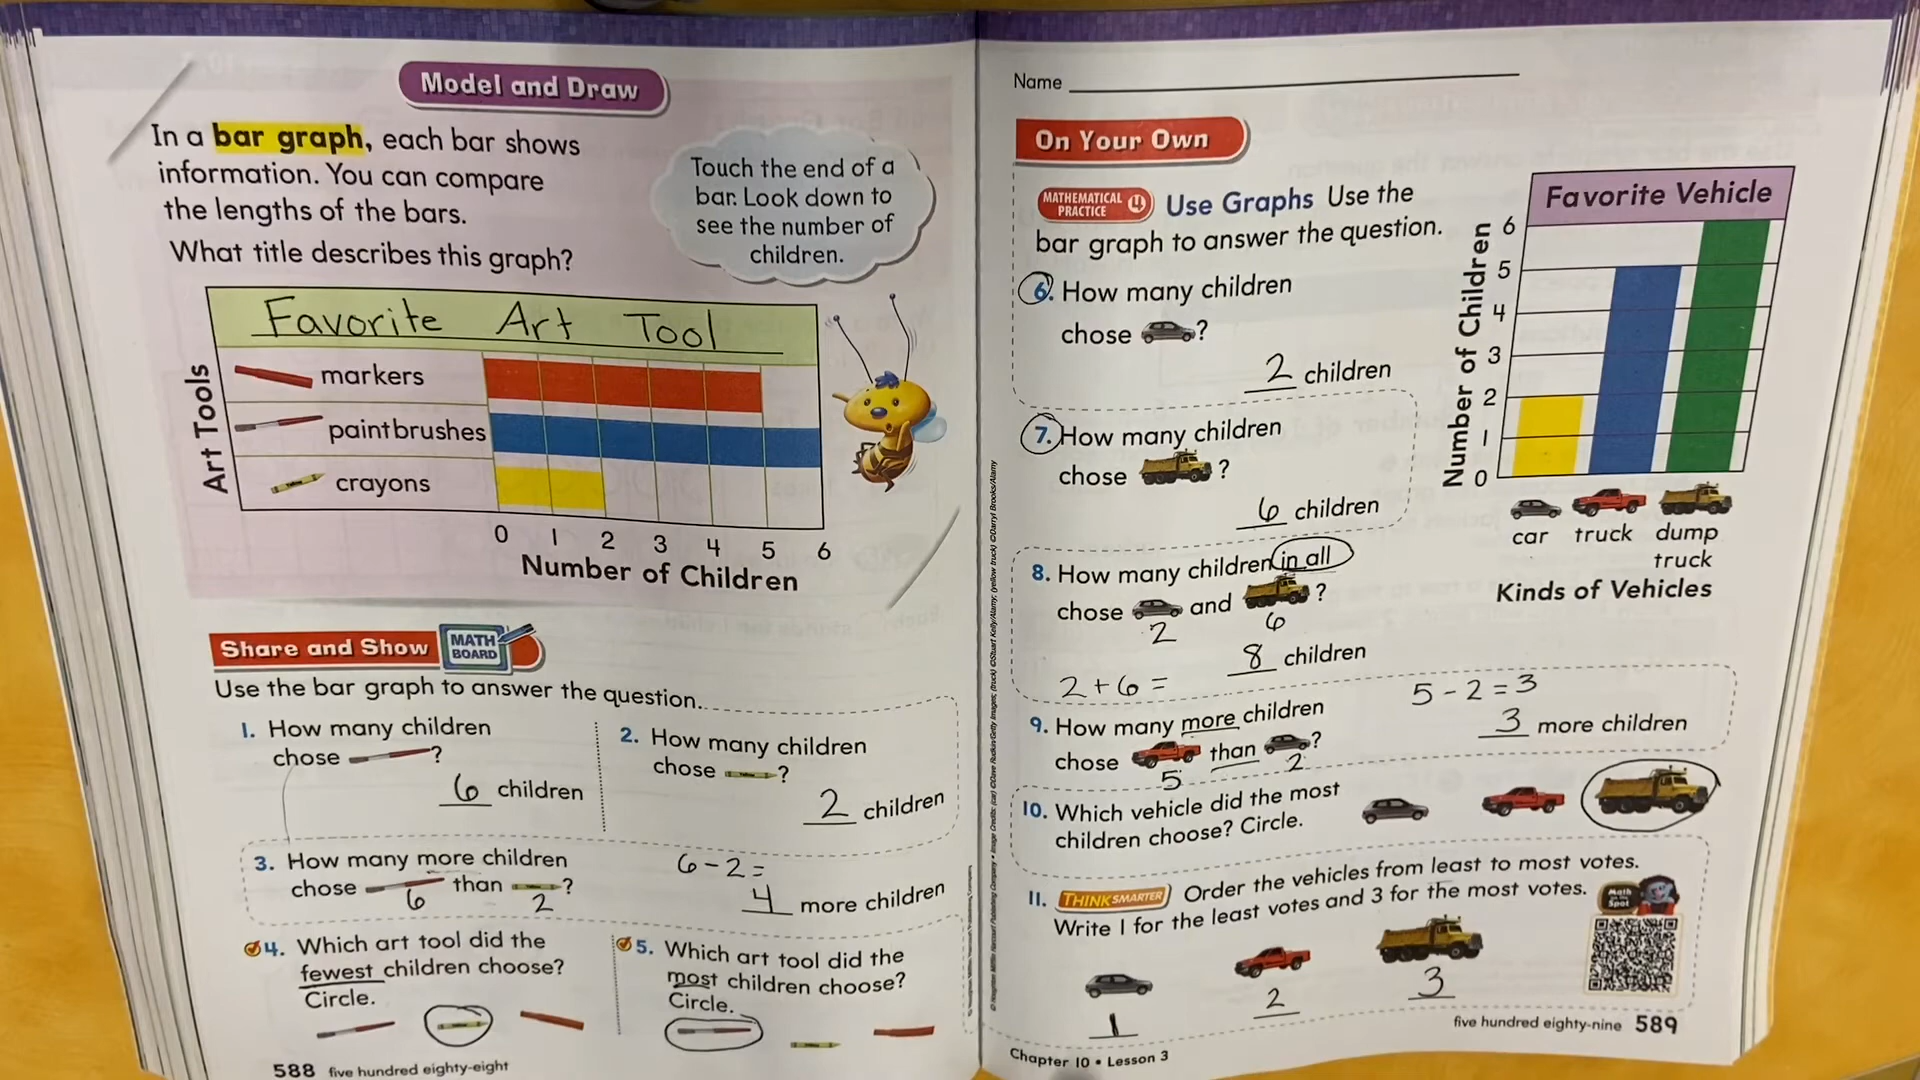 Model and Draw
In a bar graph, each bar shows
information. You can compare
the lengths of the bars.
What title describes this graph?
Touch the end of a
bar. Look down to
see the number of
children.
Favorite Art Tool
Art Tools
markers
paintbrushes
crayons
0 1 2 3 4 5 6
Number of Children
Share and Show MATH BOARD
Use the bar graph to answer the question.
1. How many children
chose ?
6 children
2. How many children
chose ?
2 children
3. How many more children
chose than ?
6 2
6 - 2 =
4 more children
4. Which art tool did the
fewest children choose?
Circle.
5. Which art tool did the
most children choose?
Circle.
588 five hundred eighty-eight
Name
On Your Own
MATHEMATICAL PRACTICE 4 Use Graphs Use the
bar graph to answer the question.
6. How many children
chose ?
2 children
7. How many children
chose ?
6 children
8. How many children in all
chose and ?
2 6
8 children
2 + 6 =
9. How many more children
chose than ?
5 2
5 - 2 = 3
3 more children
10. Which vehicle did the most
children choose? Circle.
11. THINK SMARTER Order the vehicles from least to most votes.
Write 1 for the least votes and 3 for the most votes.
Math on the Spot
1 2 3
Favorite Vehicle
Number of Children
6
5
4
3
2
1
0
car truck dump
truck
Kinds of Vehicles
Chapter 10 • Lesson 3
five hundred eighty-nine 589